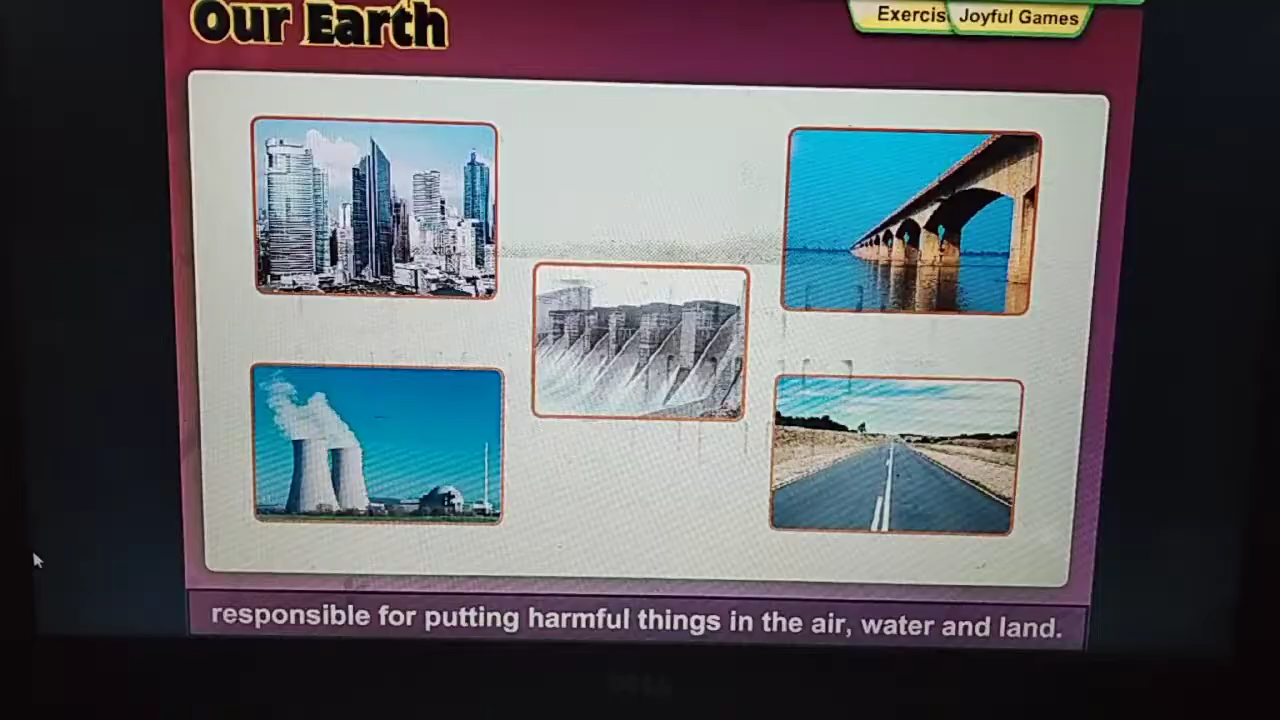 Our Earth
Exercis
Joyful Games
responsible for putting harmful things in the air, water and land.